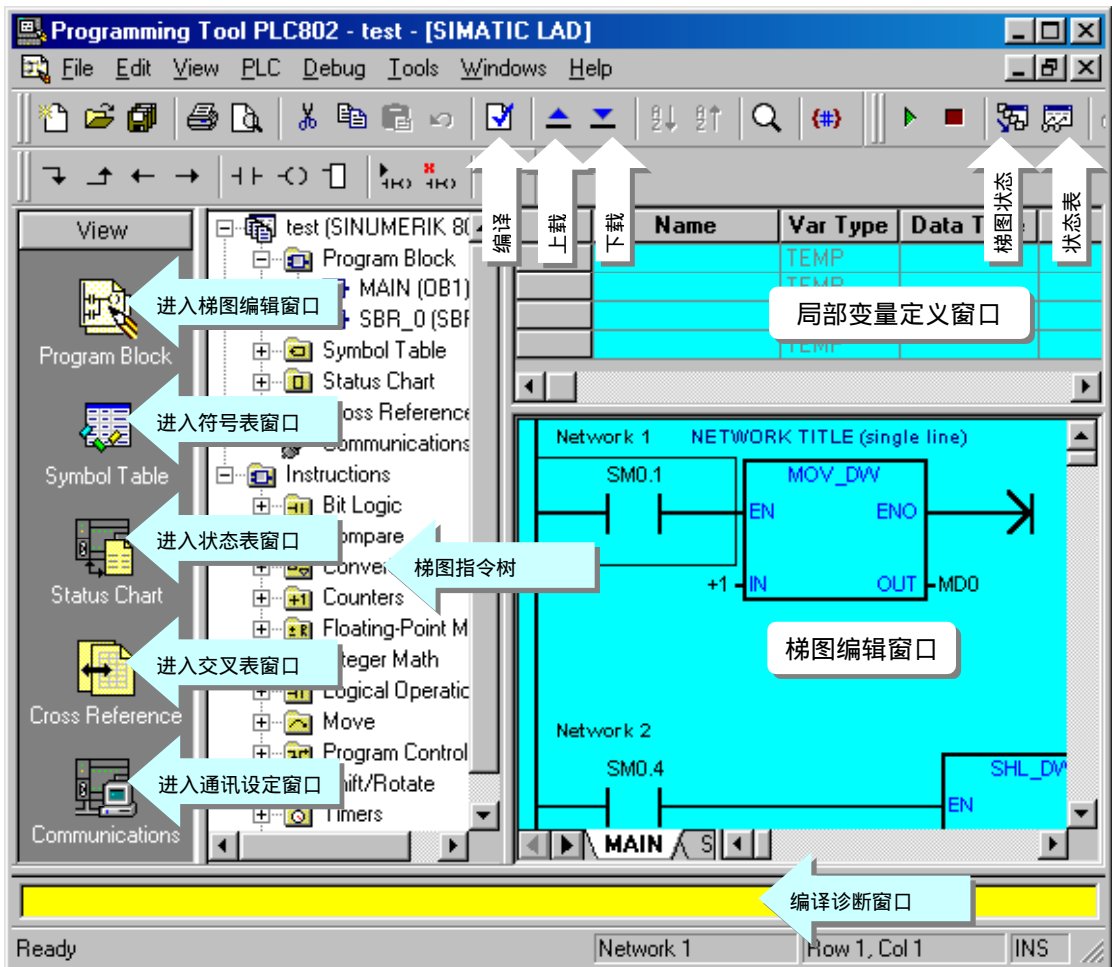 Programming Tool PLC802 - test - [SIMATIC LAD]
File Edit View PLC Debug Tools Windows Help
编译
上载
下载
梯图状态
状态表
View
进入梯图编辑窗口
Program Block
进入符号表窗口
Symbol Table
进入状态表窗口
Status Chart
进入交叉表窗口
Cross Reference
进入通讯设定窗口
Communications
test (SINUMERIK 80
Program Block
MAIN (OB1)
SBR_0 (SBR
Symbol Table
Status Chart
oss Reference
ommunications
Instructions
Bit Logic
ompare
Conver
梯图指令树
Counters
Floating-Point M
teger Math
Logical Operatic
Move
Program Control
hift/Rotate
Timers
Name Var Type Data T e
TEMP
TEMP
局部变量定义窗口
TEMP
Network 1 NETWORK TITLE (single line)
SM0.1 MOV_DW
EN ENO
+1 IN OUT MD0
梯图编辑窗口
Network 2
SM0.4 SHL_DW
EN
MAIN S
编译诊断窗口
Ready Network 1 Row 1, Col 1 INS